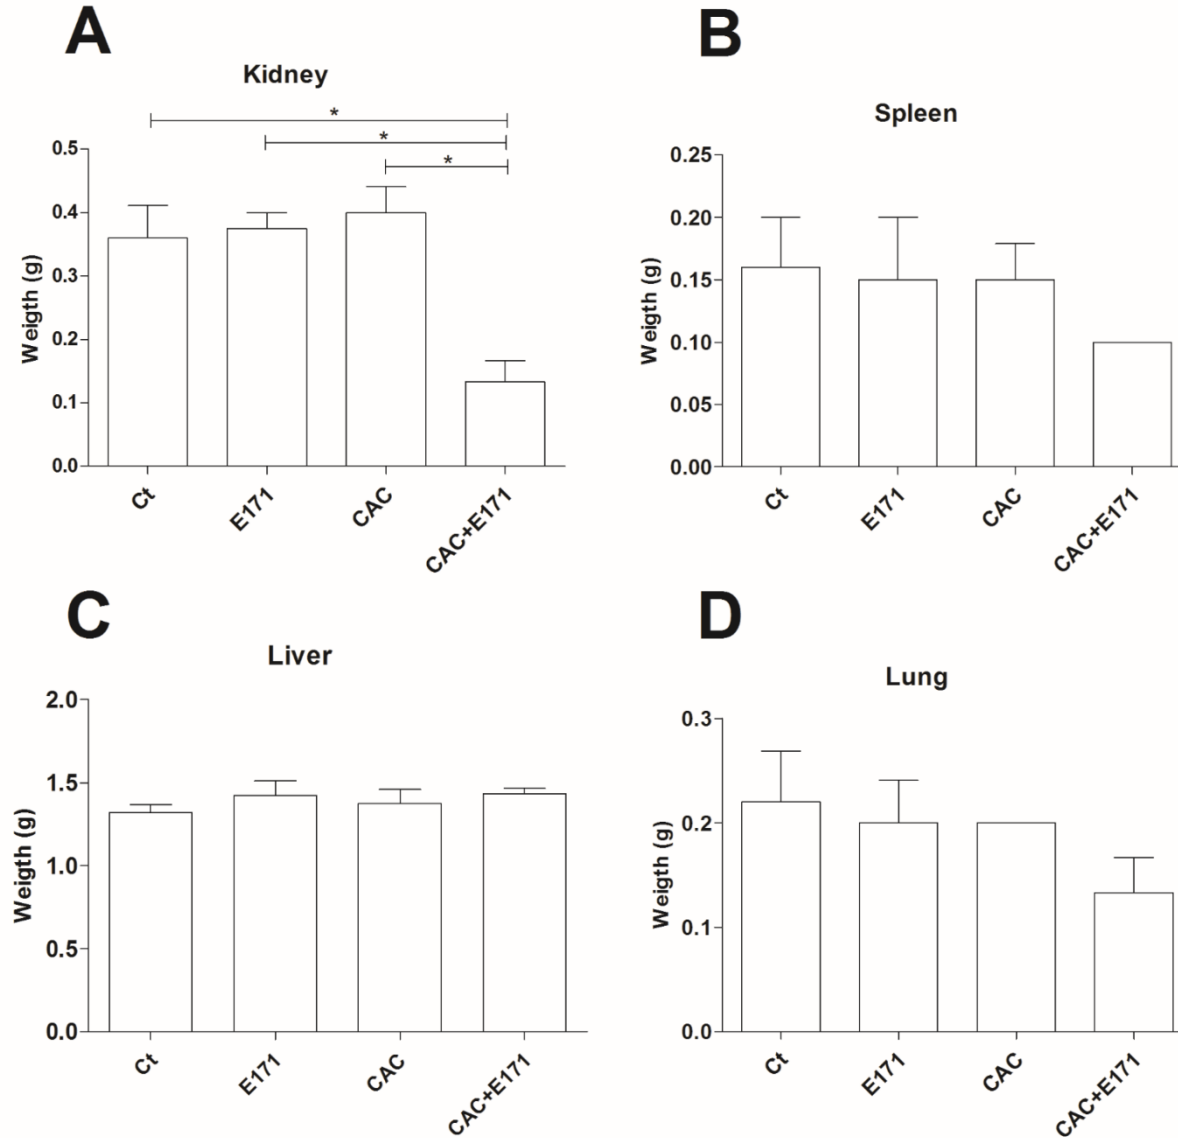 A
Kidney
*
*
*
Weigth (g)
0.5
0.4
0.3
0.2
0.1
0.0
Ct
E171
CAC
CAC+E171
B
Spleen
Weigth (g)
0.25
0.20
0.15
0.10
0.05
0.00
Ct
E171
CAC
CAC+E171
C
Liver
Weigth (g)
2.0
1.5
1.0
0.5
0.0
Ct
E171
CAC
CAC+E171
D
Lung
Weigth (g)
0.3
0.2
0.1
0.0
Ct
E171
CAC
CAC+E171